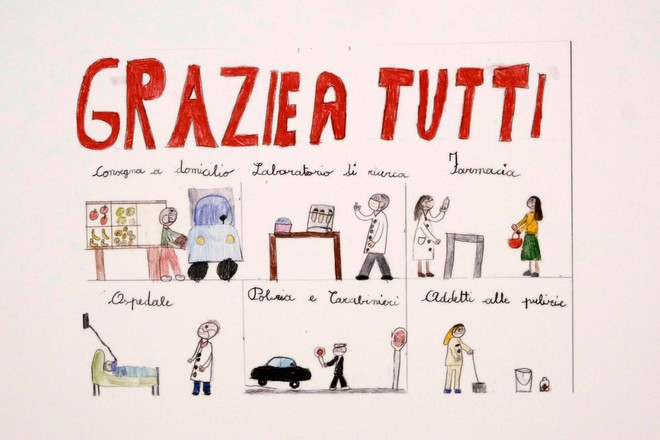 GRAZIE A TUTTI
Consegna a domicilio Laboratorio di ricerca Farmacia
Ospedale Polizia e Carabinieri Addetti alle pulizie